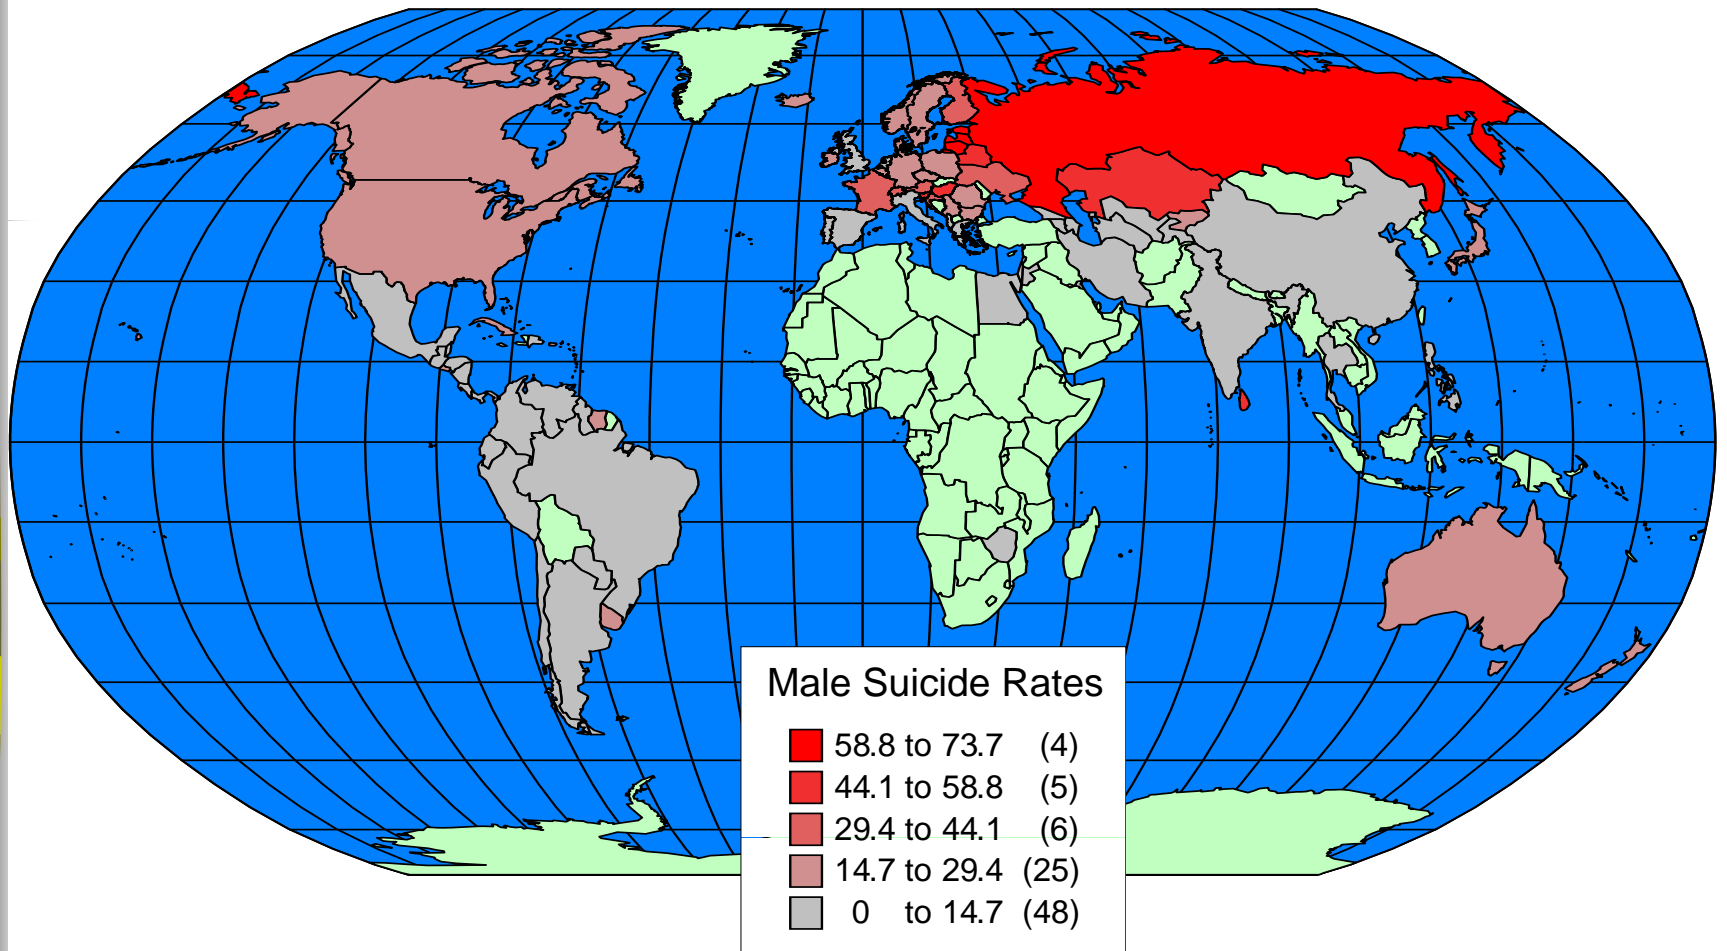 Male Suicide Rates
58.8 to 73.7 (4)
44.1 to 58.8 (5)
29.4 to 44.1 (6)
14.7 to 29.4 (25)
0 to 14.7 (48)